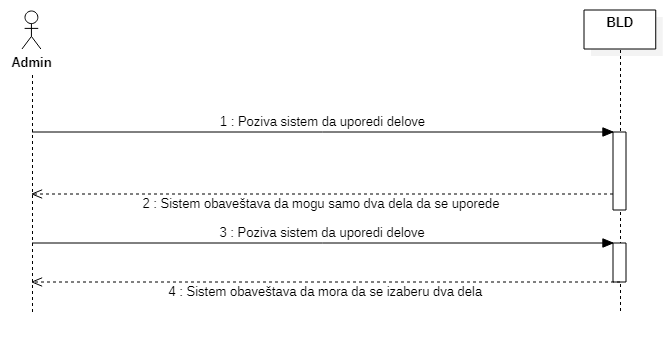 BLD
Admin
1 : Poziva sistem da uporedi delove
2 : Sistem obaveštava da mogu samo dva dela da se uporede
3 : Poziva sistem da uporedi delove
4 : Sistem obaveštava da mora da se izaberu dva dela